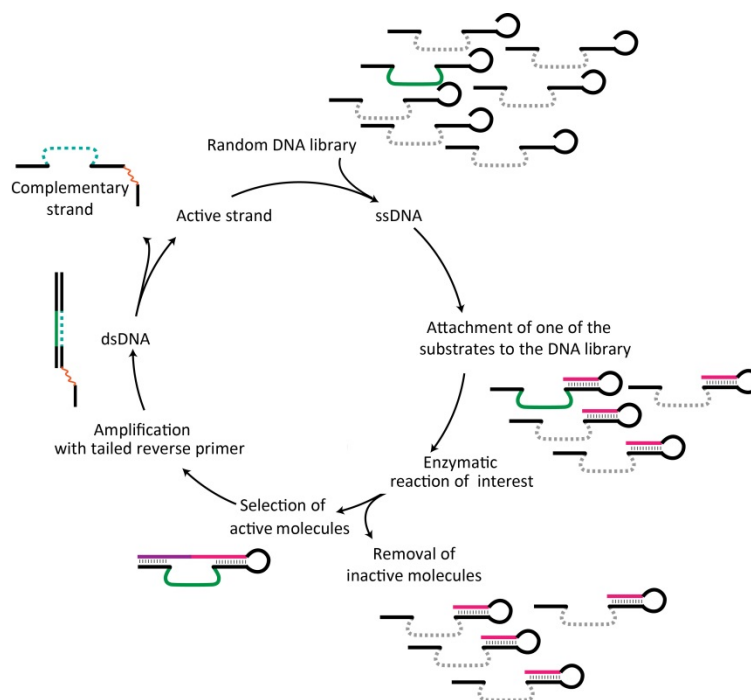 Random DNA library
Complementary
strand
Active strand
ssDNA
Attachment of one of the
substrates to the DNA library
dsDNA
Amplification
with tailed reverse primer
Enzymatic
reaction of interest
Selection of
active molecules
Removal of
inactive molecules